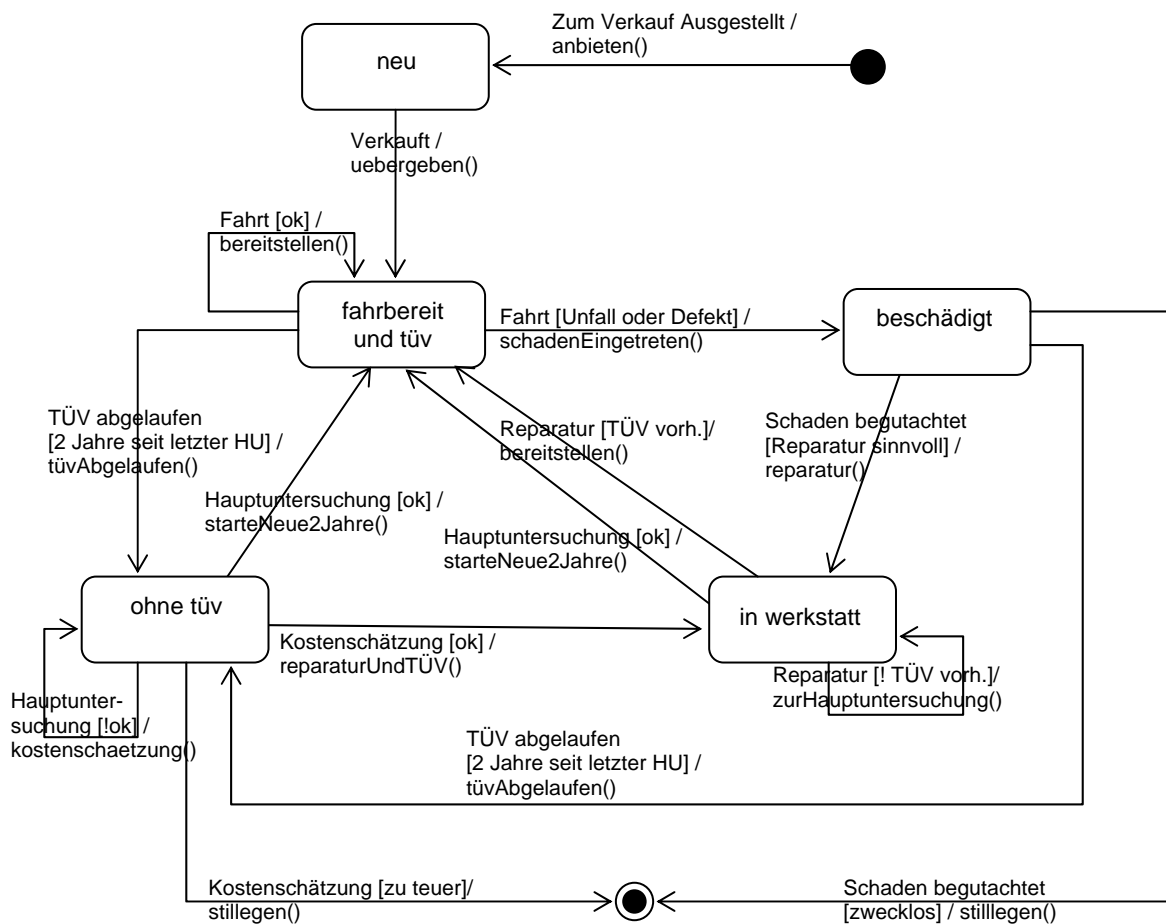 Zum Verkauf Ausgestellt /
anbieten()
neu
Verkauft /
uebergeben()
Fahrt [ok] /
bereitstellen()
fahrbereit
und tüv
Fahrt [Unfall oder Defekt] /
schadenEingetreten()
beschädigt
TÜV abgelaufen
[2 Jahre seit letzter HU] /
tüvAbgelaufen()
Reparatur [TÜV vorh.]/
bereitstellen()
Schaden begutachtet
[Reparatur sinnvoll] /
reparatur()
Hauptuntersuchung [ok] /
starteNeue2Jahre()
Hauptuntersuchung [ok] /
starteNeue2Jahre()
ohne tüv
in werkstatt
Kostenschätzung [ok] /
reparaturUndTÜV()
Reparatur [! TÜV vorh.]/
zurHauptuntersuchung()
Hauptunter-
suchung [!ok] /
kostenschaetzung()
TÜV abgelaufen
[2 Jahre seit letzter HU] /
tüvAbgelaufen()
Kostenschätzung [zu teuer]/
stillegen()
Schaden begutachtet
[zwecklos] / stilllegen()